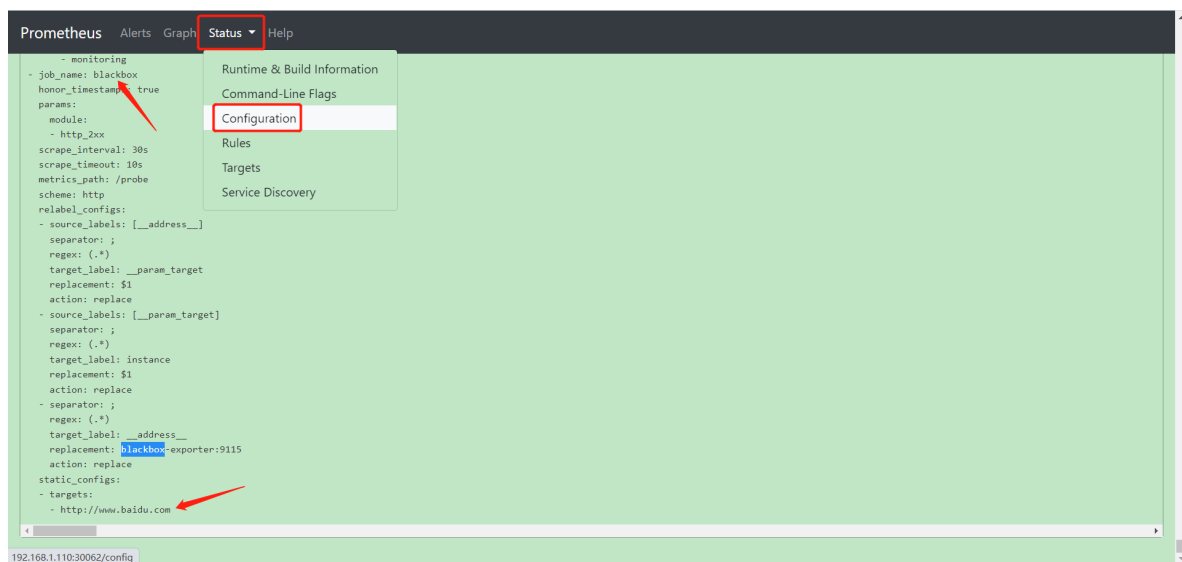 Prometheus Alerts Graph Status Help
- monitoring
- job_name: blackbox
honor_timestamps: true
params:
module:
- http_2xx
scrape_interval: 30s
scrape_timeout: 10s
metrics_path: /probe
scheme: http
relabel_configs:
- source_labels: [__address__]
separator: ;
regex: (.*)
target_label: __param_target
replacement: $1
action: replace
- source_labels: [__param_target]
separator: ;
regex: (.*)
target_label: instance
replacement: $1
action: replace
- separator: ;
regex: (.*)
target_label: __address__
replacement: blackbox-exporter:9115
action: replace
static_configs:
- targets:
- http://www.baidu.com
Runtime & Build Information
Command-Line Flags
Configuration
Rules
Targets
Service Discovery
192.168.1.110:30062/config